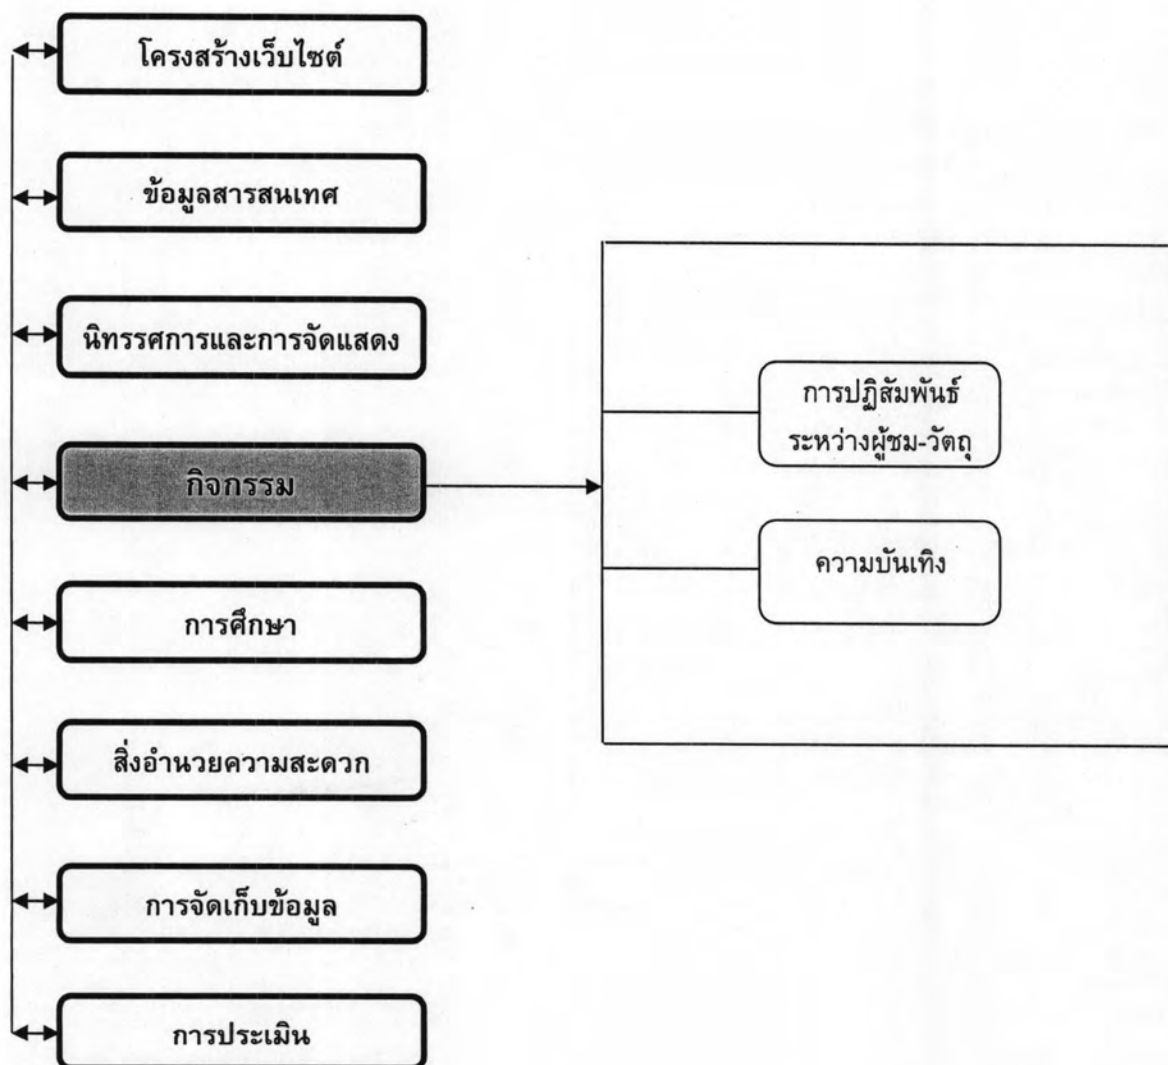 โครงสร้างเว็บไซต์
ข้อมูลสารสนเทศ
นิทรรศการและการจัดแสดง
กิจกรรม
การปฏิสัมพันธ์
ระหว่างผู้ชม-วัตถุ
ความบันเทิง
การศึกษา
สิ่งอำนวยความสะดวก
การจัดเก็บข้อมูล
การประเมิน